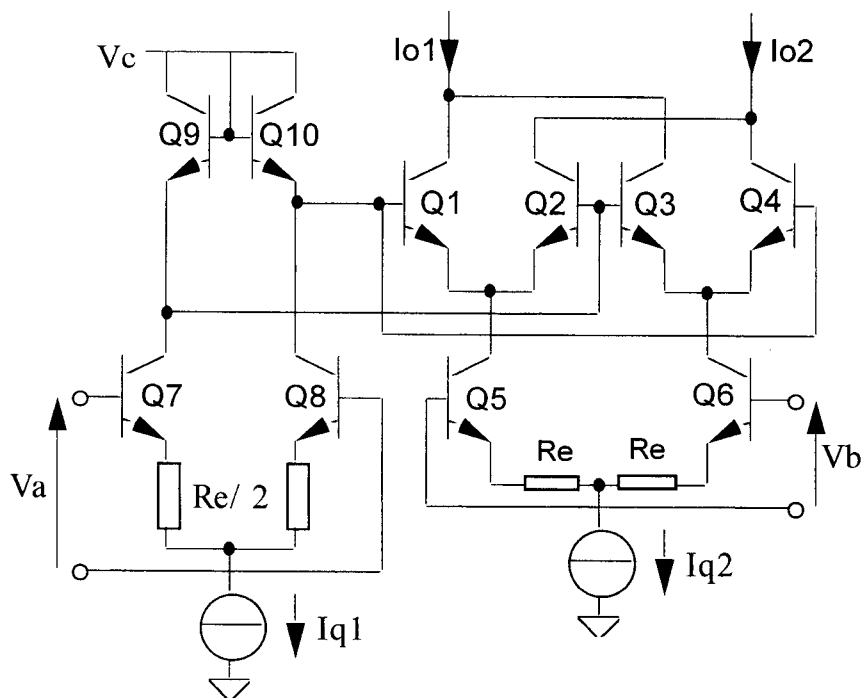 Io1 Io2
Vc
Q9 Q10
Q1 Q2 Q3 Q4
Q7 Q8 Q5 Q6
Va Re/ 2 Re Re Vb
Iq1 Iq2